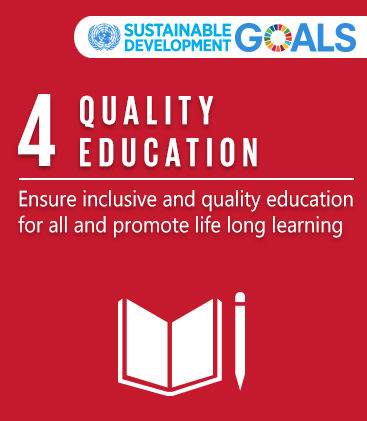 SUSTAINABLE
DEVELOPMENT
GOALS
4
QUALITY
EDUCATION
Ensure inclusive and quality education
for all and promote life long learning